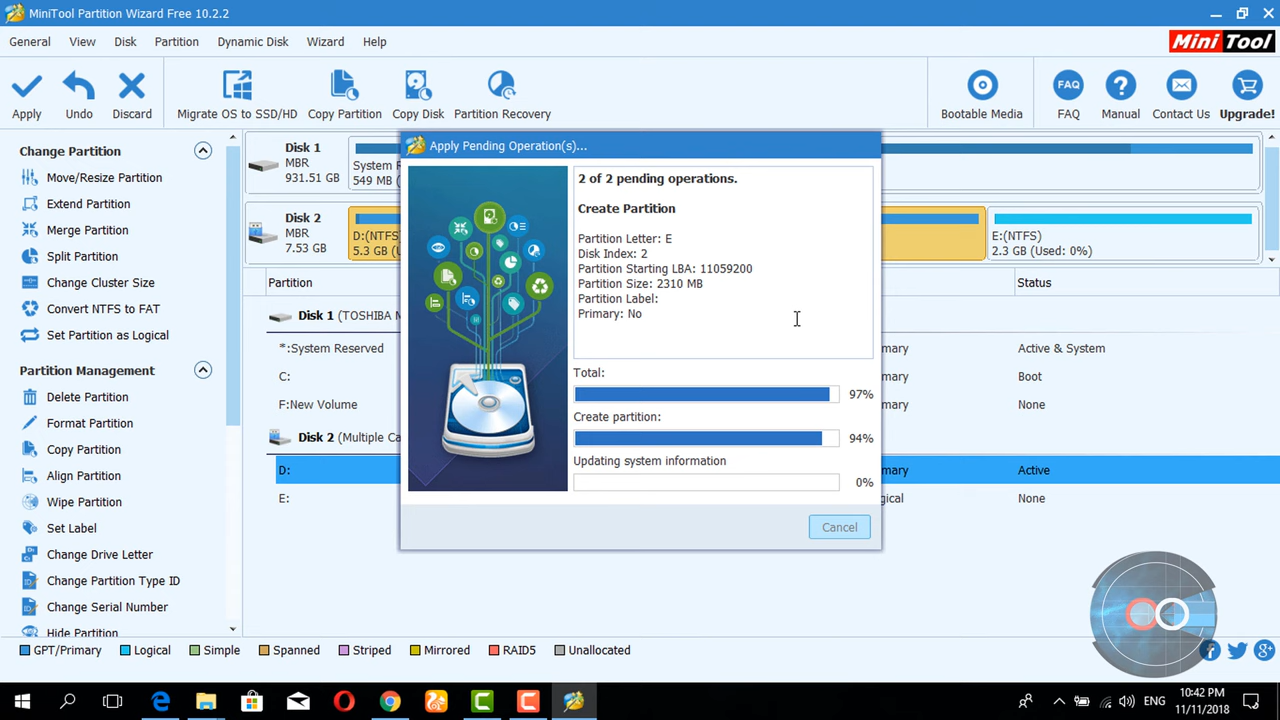 MiniTool Partition Wizard Free 10.2.2
General View Disk Partition Dynamic Disk Wizard Help
Mini Tool
Apply Undo Discard Migrate OS to SSD/HD Copy Partition Copy Disk Partition Recovery Bootable Media FAQ Manual Contact Us Upgrade!
FAQ
Change Partition
Move/Resize Partition
Extend Partition
Merge Partition
Split Partition
Change Cluster Size
Convert NTFS to FAT
Set Partition as Logical
Partition Management
Delete Partition
Format Partition
Copy Partition
Align Partition
Wipe Partition
Set Label
Change Drive Letter
Change Partition Type ID
Change Serial Number
Hide Partition
Disk 1
MBR
931.51 GB
System R
549 MB (
Disk 2
MBR
7.53 GB
D:(NTFS)
5.3 GB (U
E:(NTFS)
2.3 GB (Used: 0%)
Partition Status
Disk 1 (TOSHIBA M
*:System Reserved mary Active & System
C: mary Boot
F:New Volume mary None
Disk 2 (Multiple Ca
D: mary Active
E: gical None
Apply Pending Operation(s)...
2 of 2 pending operations.
Create Partition
Partition Letter: E
Disk Index: 2
Partition Starting LBA: 11059200
Partition Size: 2310 MB
Partition Label:
Primary: No
Total:
97%
Create partition:
94%
Updating system information
0%
Cancel
GPT/Primary Logical Simple Spanned Striped Mirrored RAID5 Unallocated
ENG
10:42 PM
11/11/2018